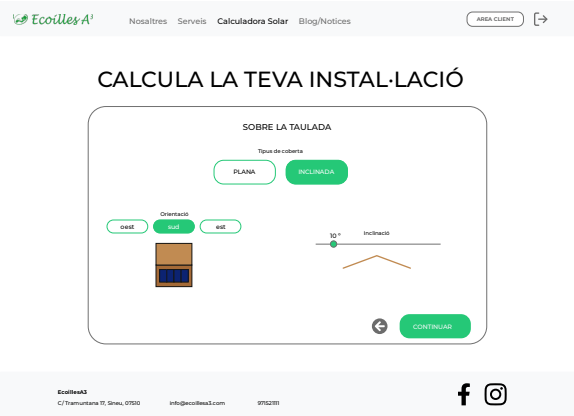 Ecoilles A³
Nosaltres Serveis Calculadora Solar Blog/Notices
AREA CLIENT
CALCULA LA TEVA INSTAL·LACIÓ
SOBRE LA TAULADA
Tipus de coberta
PLANA INCLINADA
Orientació
oest sud est
10 º Inclinació
CONTINUAR
EcoillesA3
C/ Tramuntana 17, Sineu, 07510 info@ecoillesa3.com 971521111